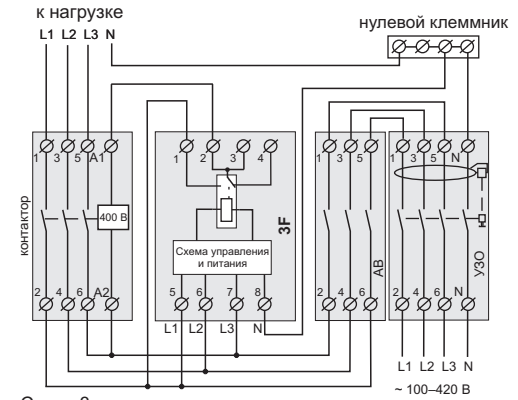 к нагрузке
нулевой клеммник
L1 L2 L3 N
1 3 5 A1
1 2 3 4
1 3 5
1 3 5 N
контактор
400 В
3F
Схема управления
и питания
АВ
УЗО
2 4 6 A2
5 6 7 8
2 4 6
2 4 6 N
L1 L2 L3 N
L1 L2 L3 N
~ 100–420 В